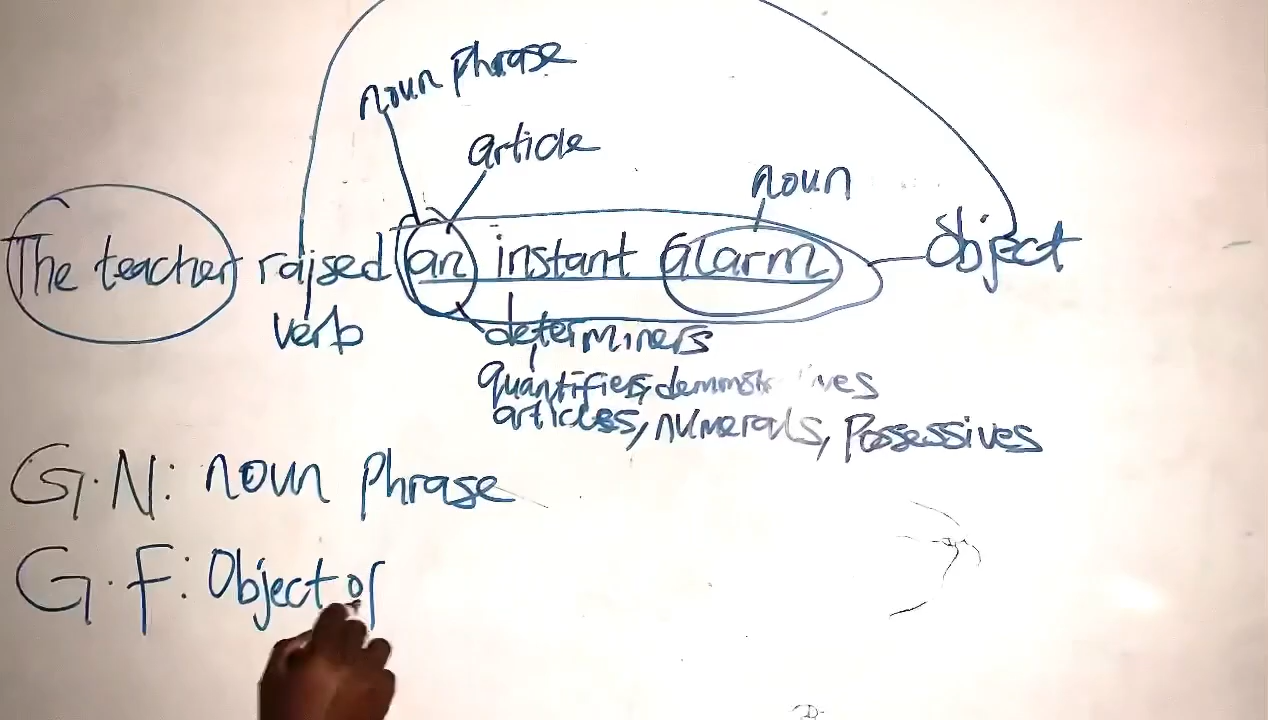 noun phrase
article
noun
The teacher raised an instant alarm object
verb
determiners
quantifiers,
articles, numerals, Possessives
G.N: noun phrase
G.F: Object of